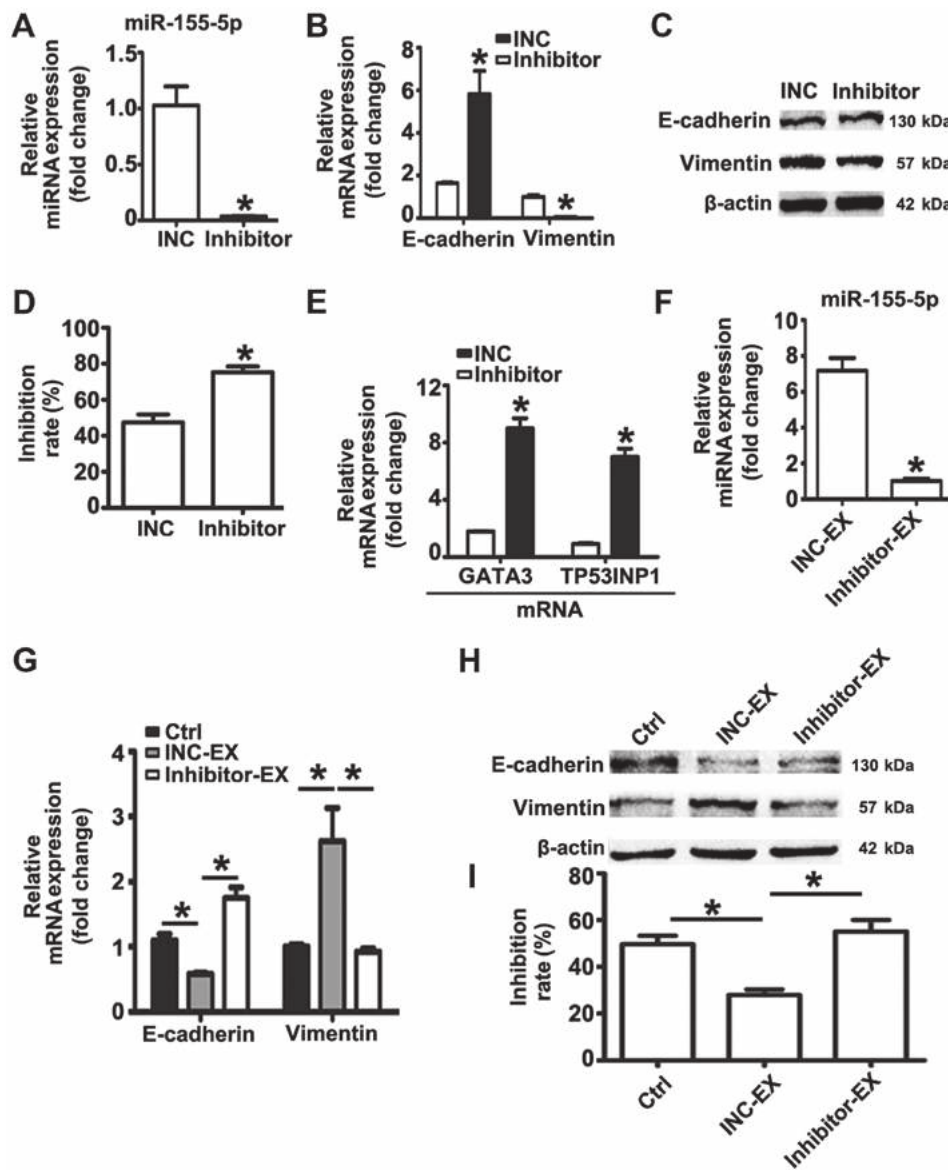 A
miR-155-5p
Relative
miRNA expression
(fold change)
1.5
1.0
0.5
0
*
INC Inhibitor
B
INC
Inhibitor
Relative
mRNA expression
(fold change)
8
6
4
2
0
*
*
E-cadherin Vimentin
C
INC Inhibitor
E-cadherin 130 kDa
Vimentin 57 kDa
β-actin 42 kDa
D
Inhibition
rate (%)
100
80
60
40
20
0
*
INC Inhibitor
E
INC
Inhibitor
Relative
mRNA expression
(fold change)
12
8
4
0
*
*
GATA3 TP53INP1
mRNA
F
miR-155-5p
Relative
miRNA expression
(fold change)
8
6
4
2
0
*
INC-EX
Inhibitor-EX
G
Ctrl
INC-EX
Inhibitor-EX
Relative
mRNA expression
(fold change)
4
3
2
1
0
*
*
*
*
E-cadherin Vimentin
H
Ctrl
INC-EX
Inhibitor-EX
E-cadherin 130 kDa
Vimentin 57 kDa
β-actin 42 kDa
I
Inhibition
rate (%)
80
60
40
20
0
*
*
Ctrl
INC-EX
Inhibitor-EX